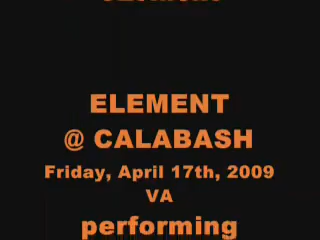 ELEMENT
@ CALABASH
Friday, April 17th, 2009
VA
performing